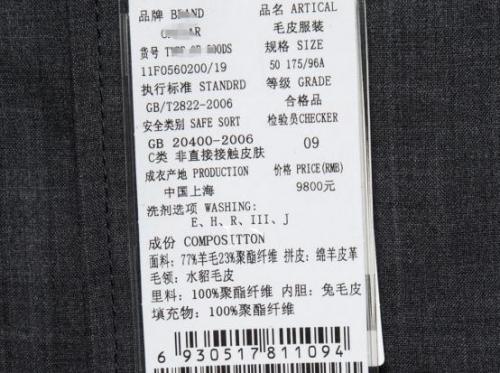 品牌 BRAND 品名 ARTICAL
毛皮服装
货号 GOODS 规格 SIZE
11F0560200/19 50 175/96A
执行标准 STANDRD 等级 GRADE
GB/T2822-2006 合格品
安全类别 SAFE SORT 检验员CHECKER
GB 20400-2006 09
C类 非直接接触皮肤
成衣产地 PRODUCTION 价格 PRICE(RMB)
中国上海 9800元
洗剂选项 WASHING:
E、H、R、III、J
成份 COMPOSITTON
面料: 77%羊毛23%聚酯纤维 拼皮: 绵羊皮革
毛领: 水貂毛皮
里料: 100%聚酯纤维 内胆: 兔毛皮
填充物: 100%聚酯纤维
6 930517811094